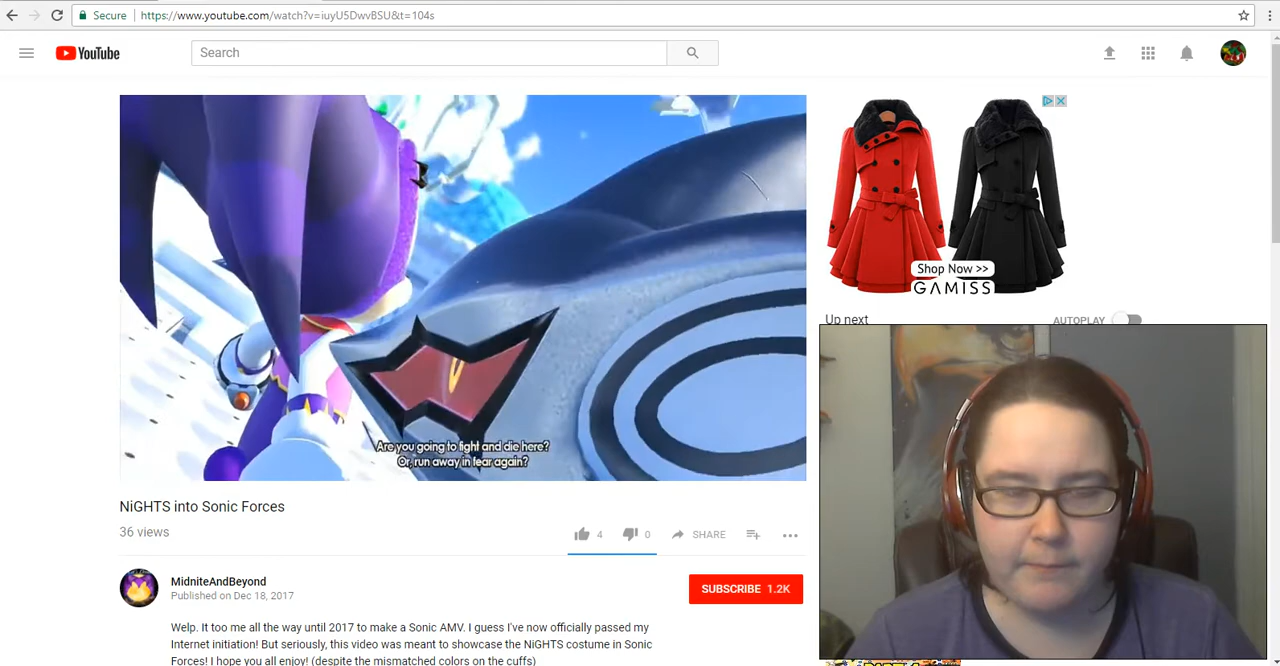 Secure
https://www.youtube.com/watch?v=iuyU5DwvBSU&t=104s
YouTube
Search
Shop Now >>
GAMISS
Up next
AUTOPLAY
Are you going to fight and die here?
Or, run away in fear again?
NiGHTS into Sonic Forces
36 views
4
0
SHARE
MidniteAndBeyond
Published on Dec 18, 2017
SUBSCRIBE 1.2K
Welp. It too me all the way until 2017 to make a Sonic AMV. I guess I've now officially passed my
Internet initiation! But seriously, this video was meant to showcase the NiGHTS costume in Sonic
Forces! I hope you all enjoy! (despite the mismatched colors on the cuffs)